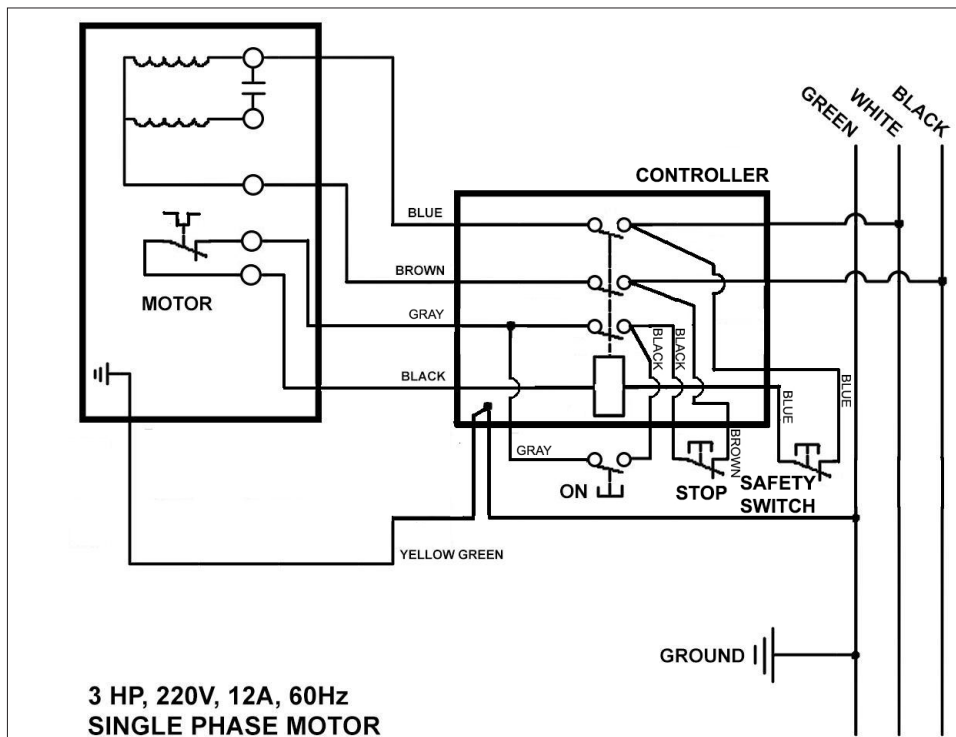 GREEN
WHITE
BLACK
CONTROLLER
BLUE
BROWN
MOTOR
GRAY
BLACK
BLACK
BLACK
BLUE
BLUE
BROWN
GRAY
ON
STOP
SAFETY
SWITCH
YELLOW GREEN
GROUND
3 HP, 220V, 12A, 60Hz
SINGLE PHASE MOTOR